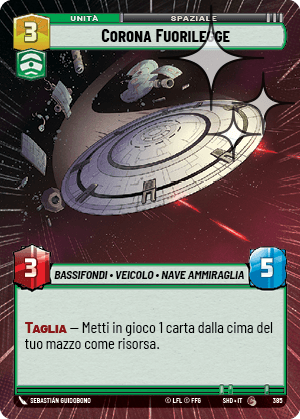 UNITÀ
SPAZIALE
3
CORONA FUORILEGGE
3
BASSIFONDI • VEICOLO • NAVE AMMIRAGLIA
5
TAGLIA — Metti in gioco 1 carta dalla cima del
tuo mazzo come risorsa.
SEBASTIÁN GUIDOBONO
© LFL © FFG
SHD • IT
385